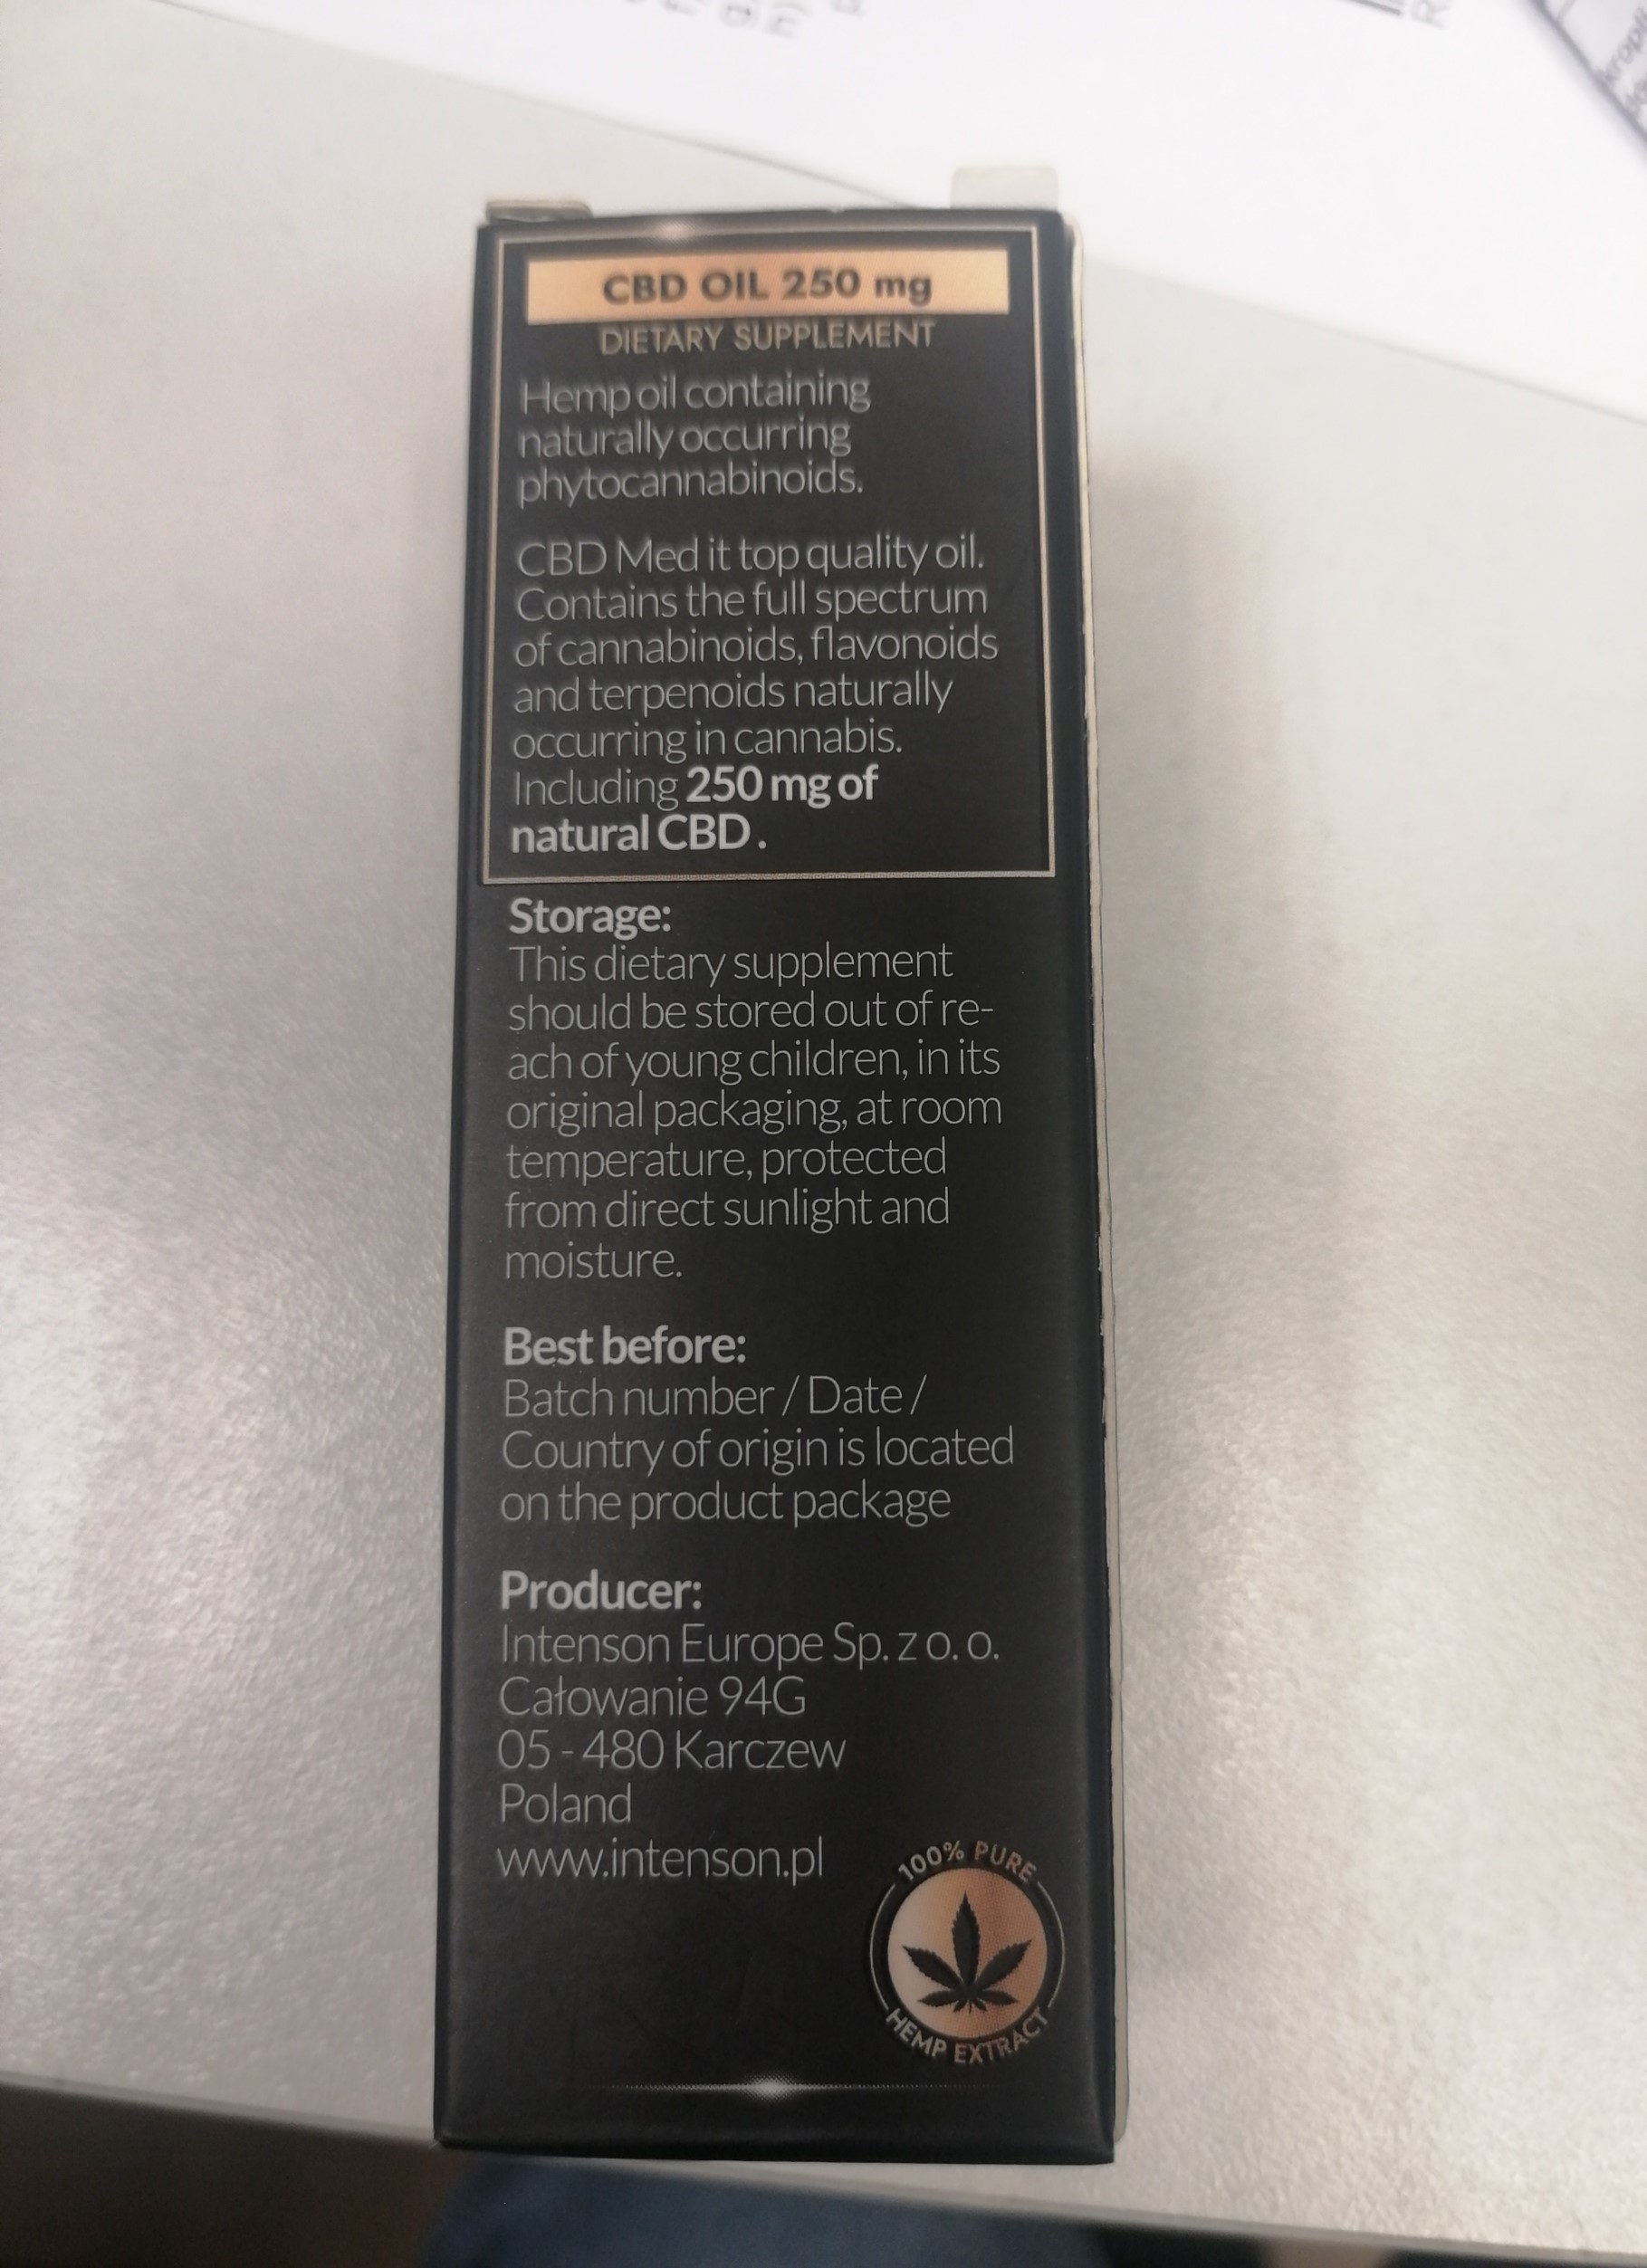 CBD OIL 250 mg
DIETARY SUPPLEMENT
Hemp oil containing
naturally occurring
phytocannabinoids.
CBD Med it top quality oil.
Contains the full spectrum
of cannabinoids, flavonoids
and terpenoids naturally
occurring in cannabis.
Including 250 mg of
natural CBD .
Storage:
This dietary supplement
should be stored out of re-
ach of young children, in its
original packaging, at room
temperature, protected
from direct sunlight and
moisture.
Best before:
Batch number / Date /
Country of origin is located
on the product package
Producer:
Intenson Europe Sp. z o. o.
Całowanie 94G
05 - 480 Karczew
Poland
www.intenson.pl
100% PURE
HEMP EXTRACT